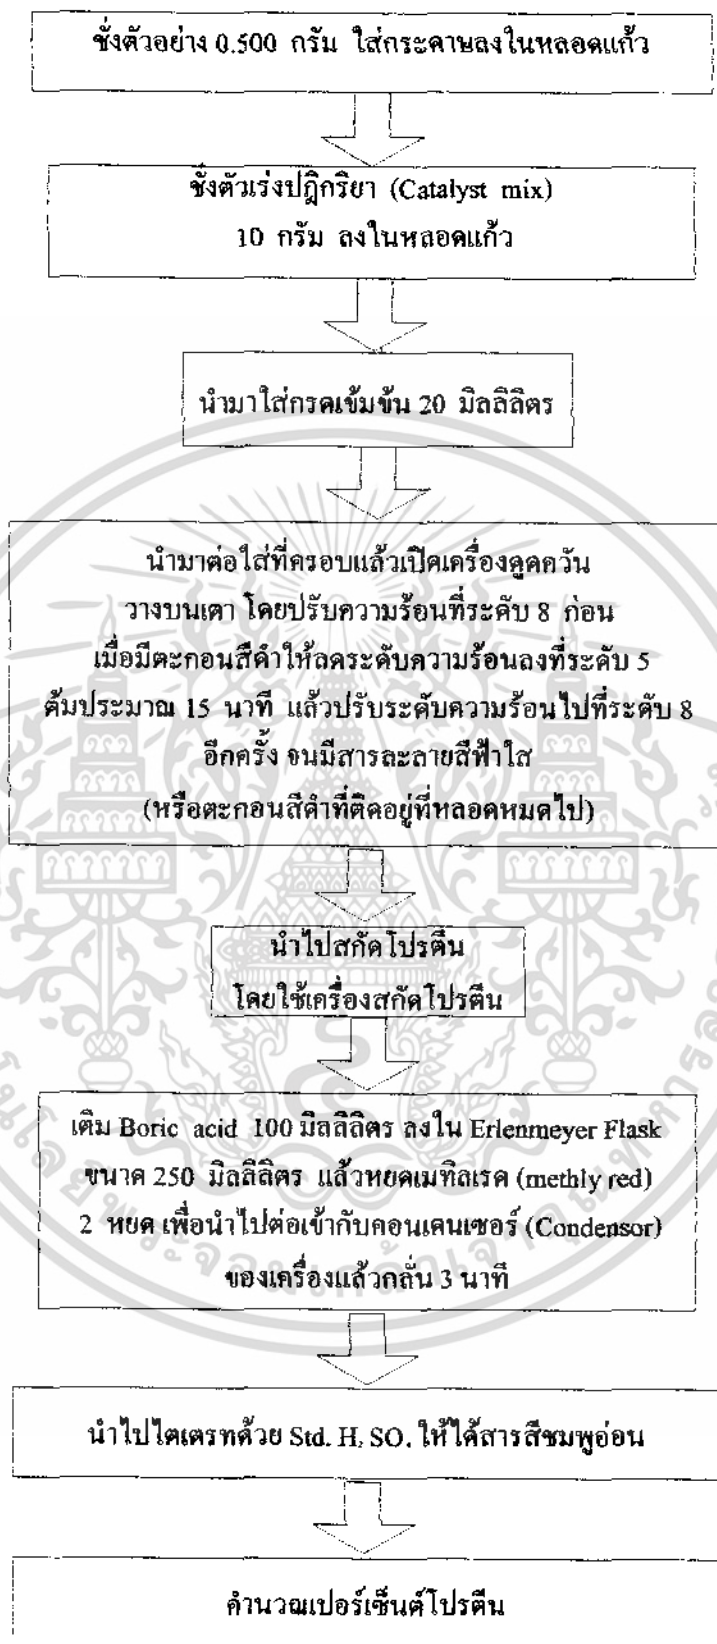 ชั่งตัวอย่าง 0.500 กรัม ใส่กระดาษลงในหลอดแก้ว
ชั่งตัวเร่งปฏิกริยา (Catalyst mix)
10 กรัม ลงในหลอดแก้ว
นำมาใส่กรดเข้มข้น 20 มิลลิลิตร
นำมาต่อใส่ที่ครอบแล้วเปิดเครื่องดูดควัน
วางบนเตา โดยปรับความร้อนที่ระดับ 8 ก่อน
เมื่อมีตะกอนสีดำให้ลดระดับความร้อนลงที่ระดับ 5
ต้มประมาณ 15 นาที แล้วปรับระดับความร้อนไปที่ระดับ 8
อีกครั้ง จนมีสารละลายสีฟ้าใส
(หรือตะกอนสีดำที่ติดอยู่ที่หลอดหมดไป)
นำไปสกัดโปรตีน
โดยใช้เครื่องสกัดโปรตีน
เติม Boric acid 100 มิลลิลิตร ลงใน Erlenmeyer Flask
ขนาด 250 มิลลิลิตร แล้วหยดเมทิลเรด (methly red)
2 หยด เพื่อนำไปต่อเข้ากับคอนเดนเซอร์ (Condensor)
ของเครื่องแล้วกลั่น 3 นาที
นำไปไตเตรทด้วย Std. H₂ SO₄ ให้ได้สารสีชมพูอ่อน
คำนวณเปอร์เซ็นต์โปรตีน